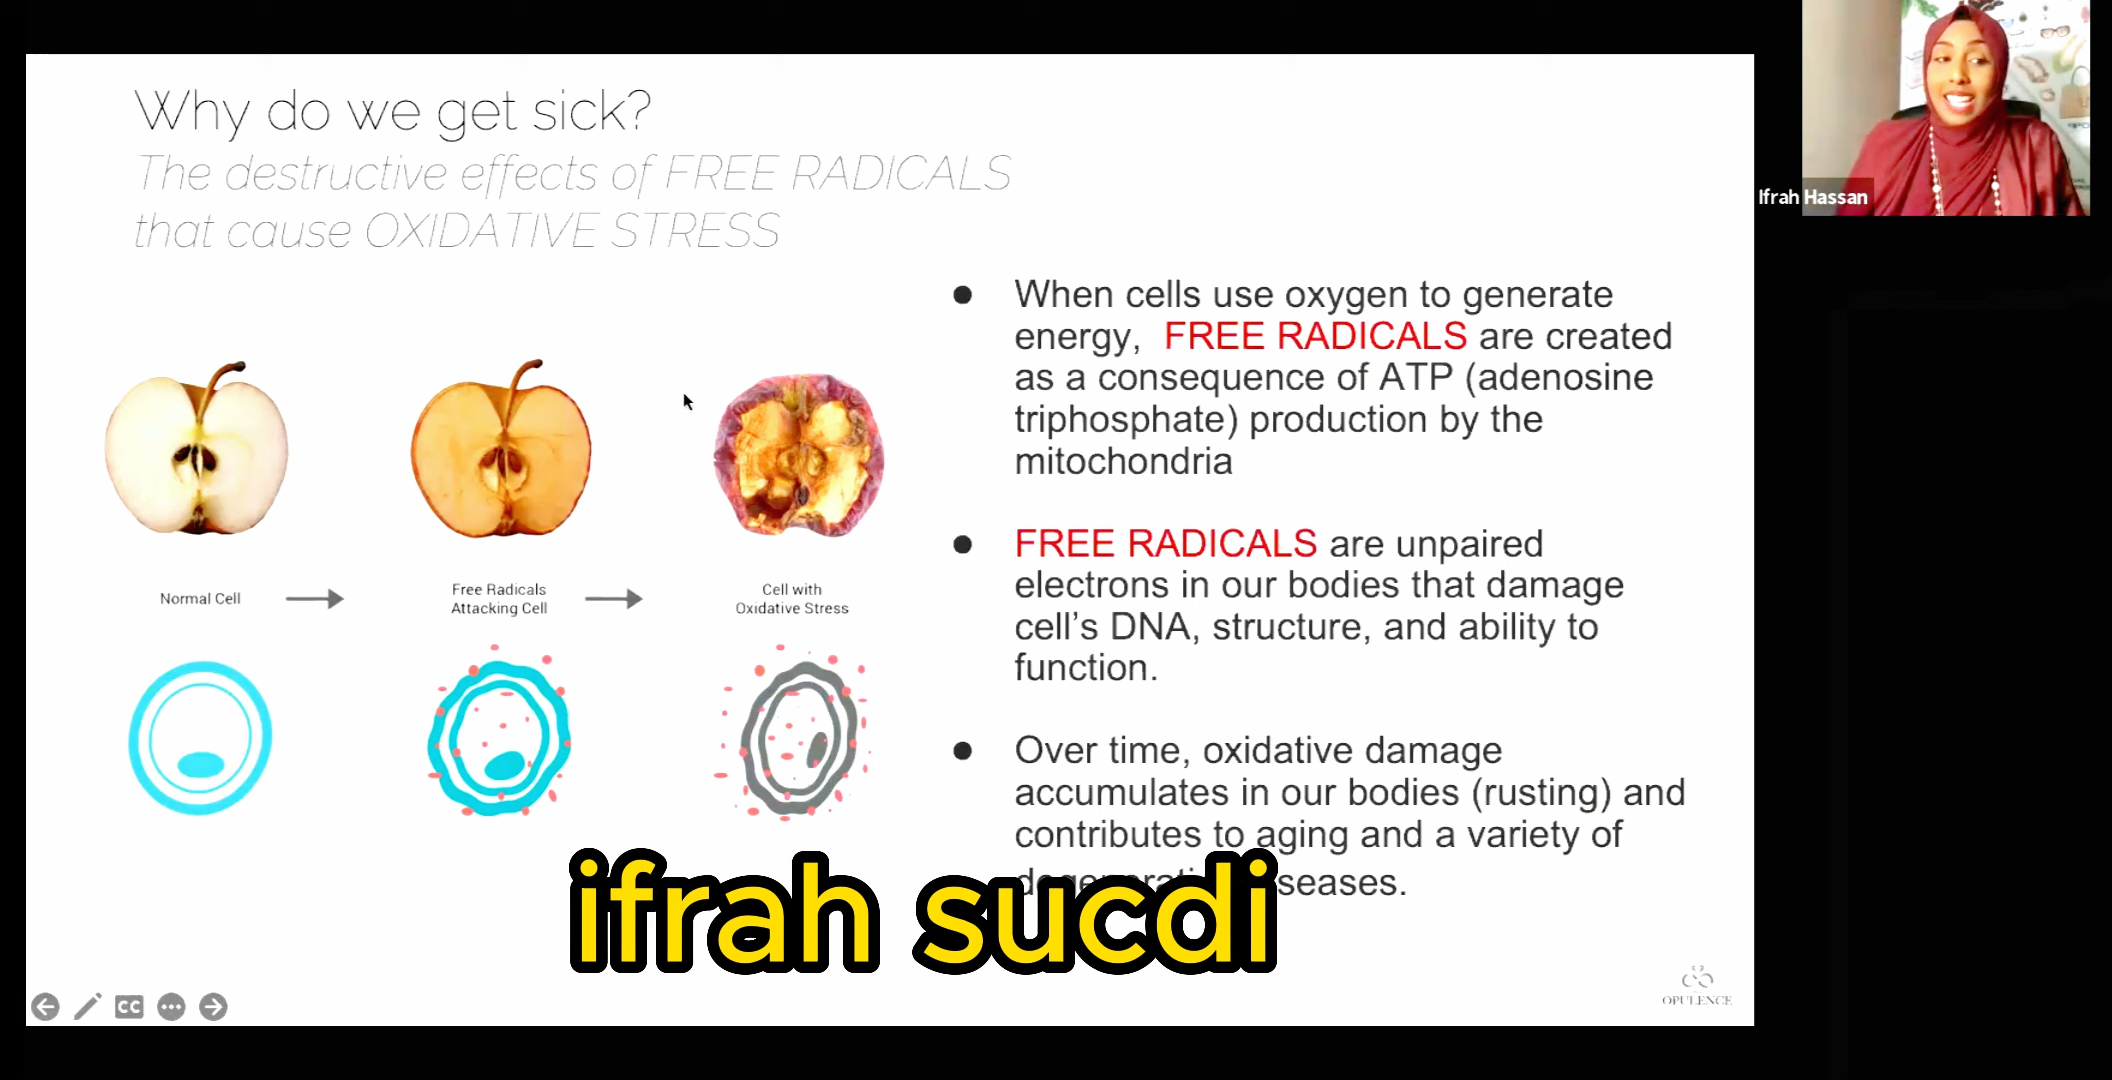 Why do we get sick?
The destructive effects of FREE RADICALS
that cause OXIDATIVE STRESS
Ifrah Hassan
● When cells use oxygen to generate
energy, FREE RADICALS are created
as a consequence of ATP (adenosine
triphosphate) production by the
mitochondria
● FREE RADICALS are unpaired
electrons in our bodies that damage
cell's DNA, structure, and ability to
function.
● Over time, oxidative damage
accumulates in our bodies (rusting) and
contributes to aging and a variety of
Normal Cell
Free Radicals
Attacking Cell
Cell with
Oxidative Stress
ifrah sucdi
CC
OPULENCE